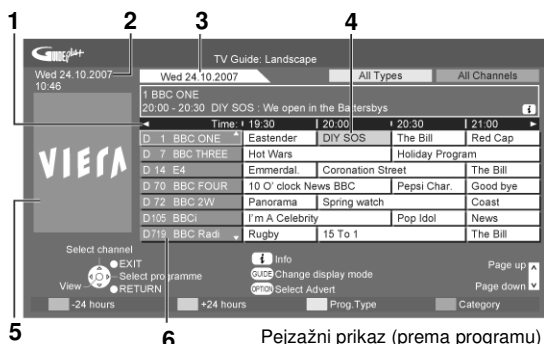 1 2 3 4
GUIDE Plus+
TV Guide: Landscape
Wed 24.10.2007
10:46
Wed 24.10.2007 All Types All Channels
1 BBC ONE
20:00 - 20:30 DIY SOS : We open in the Battersbys i
Time: 19:30 20:00 20:30 21:00
D 1 BBC ONE Eastender DIY SOS The Bill Red Cap
D 7 BBC THREE Hot Wars Holiday Program
D 14 E4 Emmerdal. Coronation Street The Bill
D 70 BBC FOUR 10 O' clock News BBC Pepsi Char. Good bye
D 72 BBC 2W Panorama Spring watch Coast
D105 BBCi I'm A Celebrity Pop Idol News
D719 BBC Radi Rugby 15 To 1 The Bill
VIERA
Select channel
EXIT
Select programme
View
RETURN
i Info
GUIDE Change display mode
OPTION Select Advert
Page up
Page down
-24 hours +24 hours Prog.Type Category
5 6
Pejzažni prikaz (prema programu)